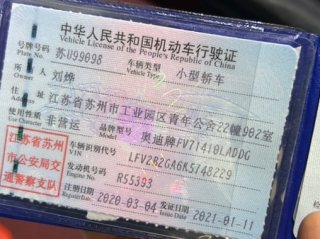 中华人民共和国机动车行驶证
Vehicle License of the People's Republic of China
号牌号码 苏U99098 车辆类型 小型轿车
Plate No. Vehicle Type
所有人 刘烨
Owner
住址 江苏省苏州市工业园区青年公舍22幢902室
使用性质 非营运 品牌型号 奥迪牌FV71410LADDG
Use Character Model
江苏省苏州
市公安局交
通警察支队
车辆识别代号 LFV2B2GA6K5748229
VIN
发动机号码 R55393
Engine No.
注册日期 2020-03-04 发证日期 2021-01-11
Register Date Issue Date